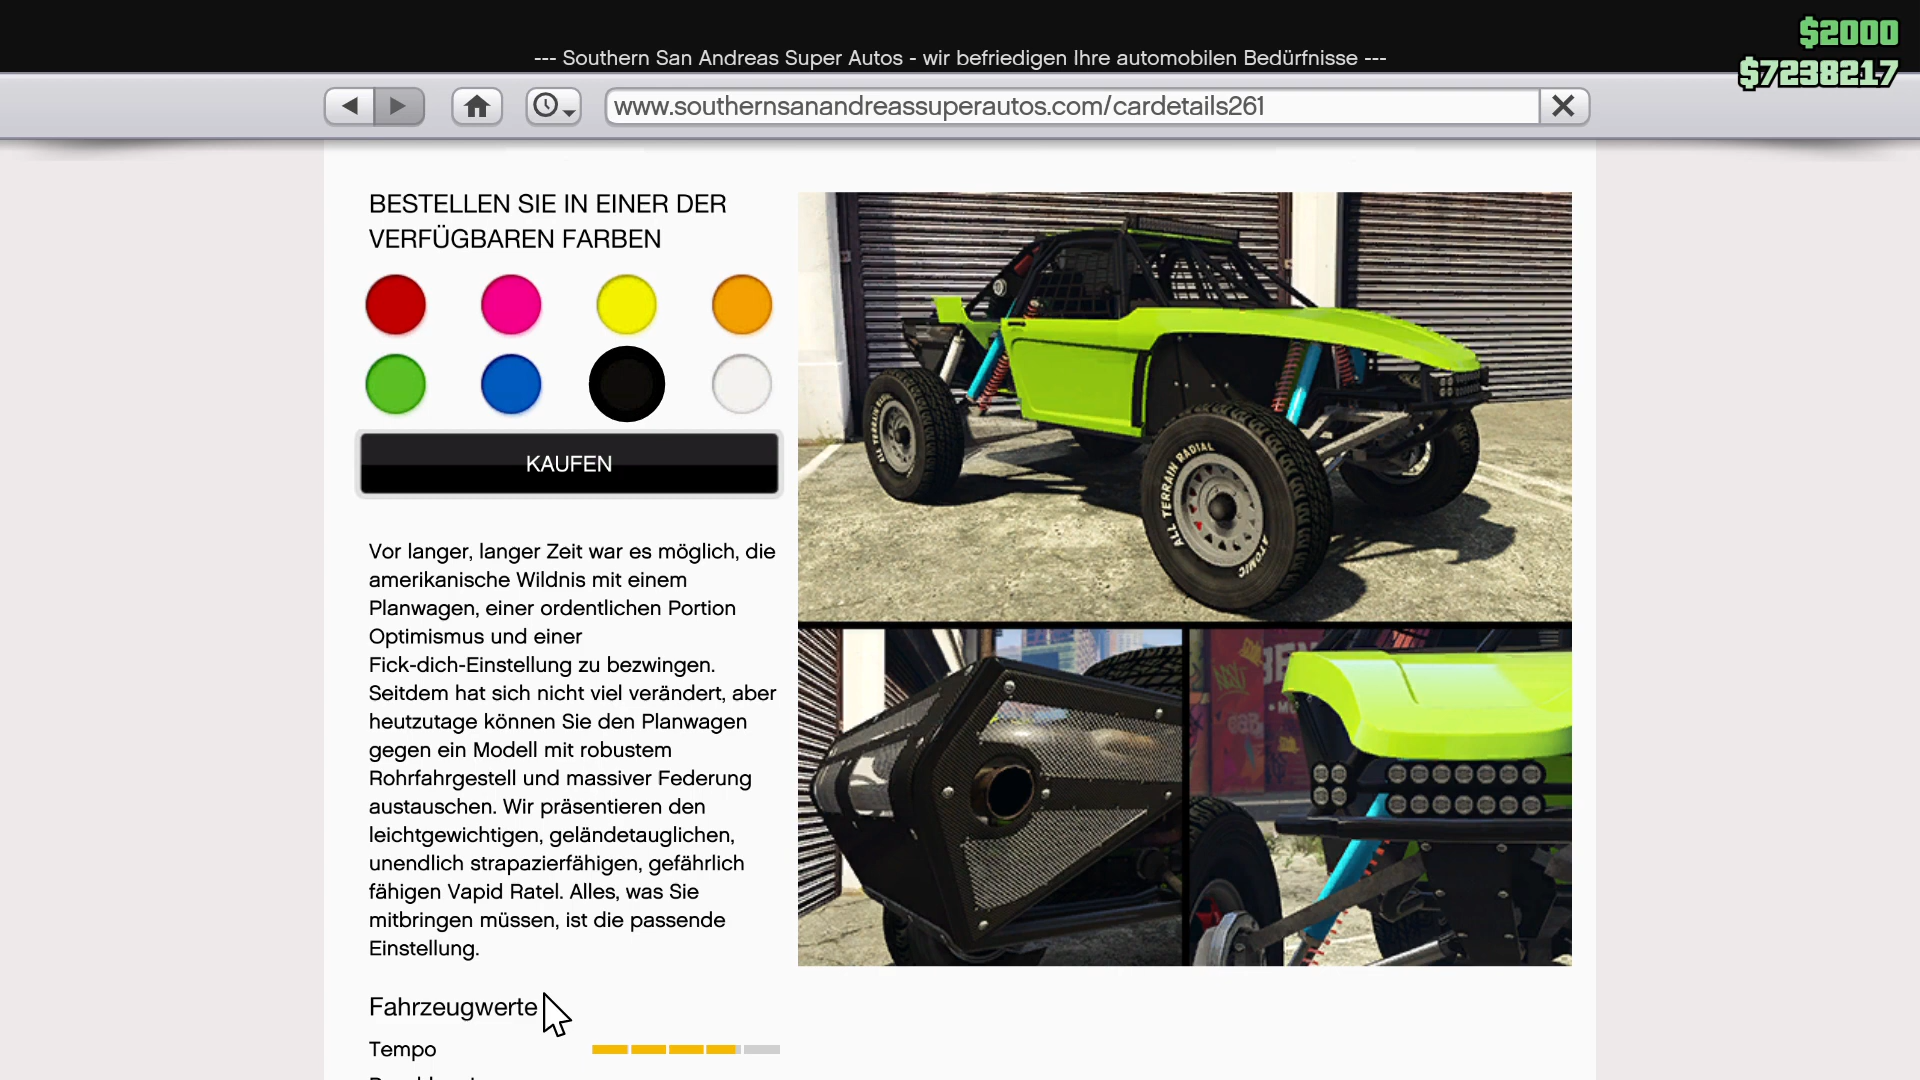 $2000
--- Southern San Andreas Super Autos - wir befriedigen Ihre automobilen Bedürfnisse ---
$7238217
www.southernsanandreassuperautos.com/cardetails261
BESTELLEN SIE IN EINER DER
VERFÜGBAREN FARBEN
KAUFEN
Vor langer, langer Zeit war es möglich, die
amerikanische Wildnis mit einem
Planwagen, einer ordentlichen Portion
Optimismus und einer
Fick-dich-Einstellung zu bezwingen.
Seitdem hat sich nicht viel verändert, aber
heutzutage können Sie den Planwagen
gegen ein Modell mit robustem
Rohrfahrgestell und massiver Federung
austauschen. Wir präsentieren den
leichtgewichtigen, geländetauglichen,
unendlich strapazierfähigen, gefährlich
fähigen Vapid Ratel. Alles, was Sie
mitbringen müssen, ist die passende
Einstellung.
Fahrzeugwerte
Tempo
ALL TERRAIN RADIAL
ATOMIC